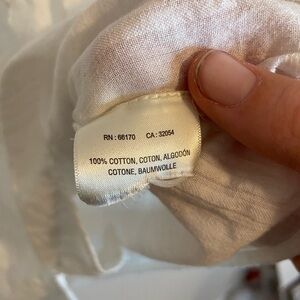 RN : 66170 CA : 32054
100% COTTON, COTON, ALGODÓN
COTONE, BAUMWOLLE